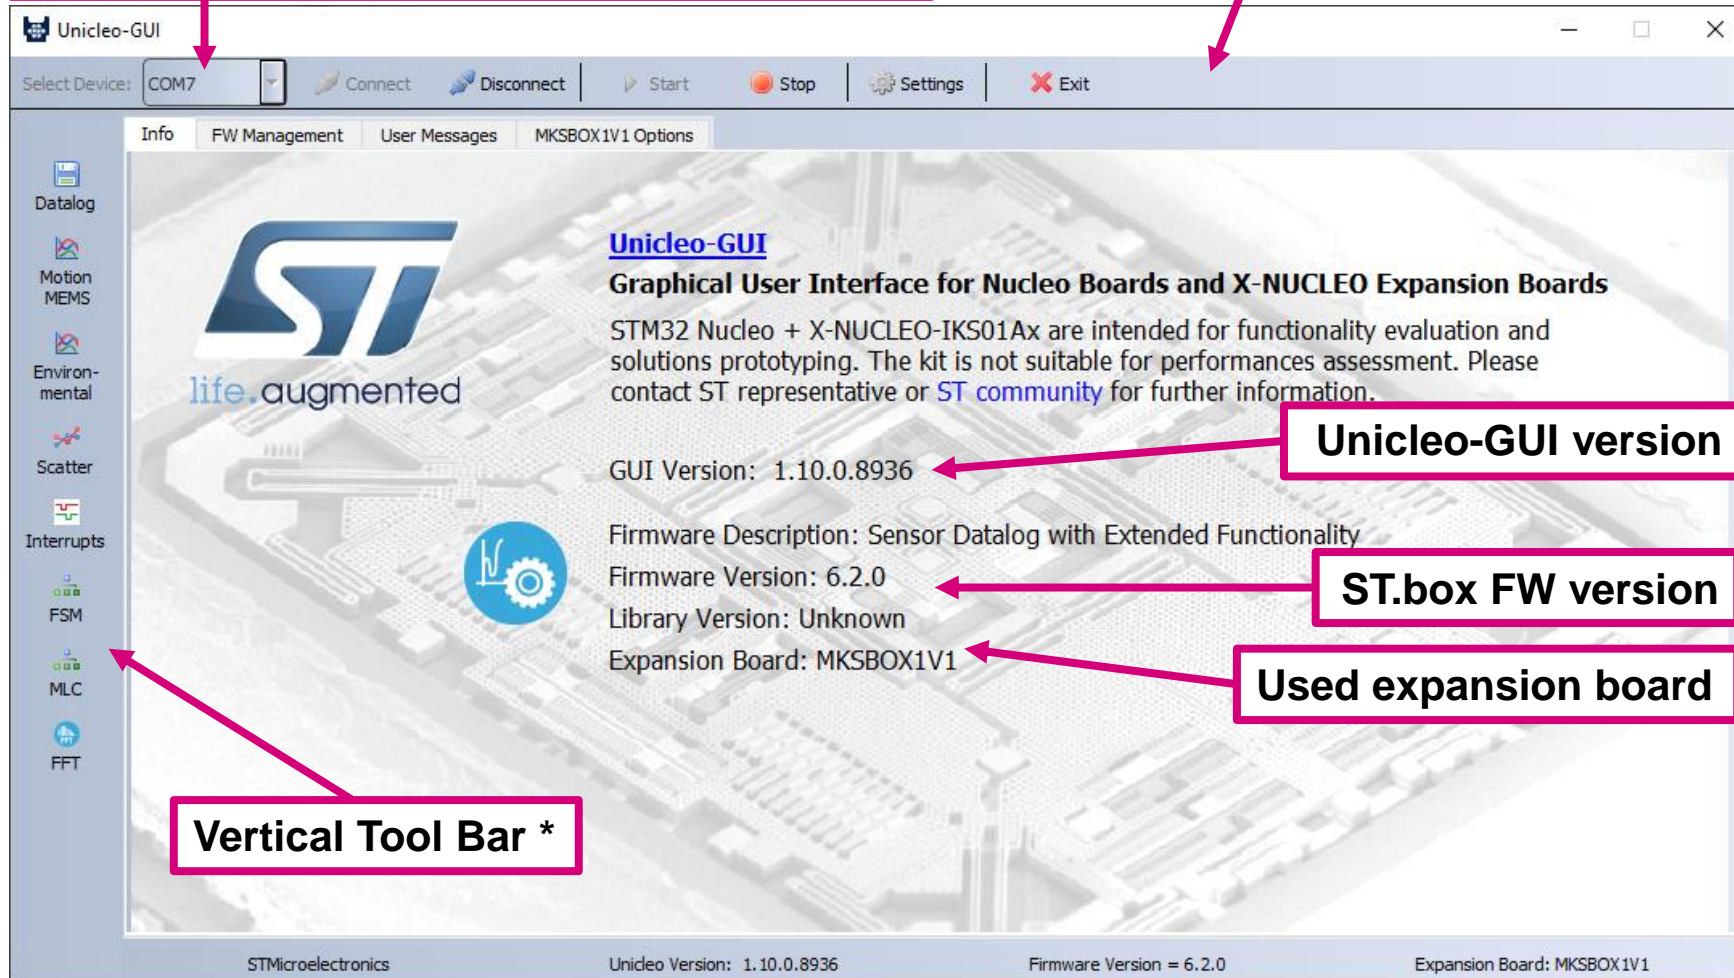 Unicleo-GUI
Select Device: COM7 Connect Disconnect Start Stop Settings Exit
Info FW Management User Messages MKSBOX1V1 Options
Datalog
Motion
MEMS
Environ-
mental
Scatter
Interrupts
FSM
MLC
FFT
ST
life.augmented
Unicleo-GUI
Graphical User Interface for Nucleo Boards and X-NUCLEO Expansion Boards
STM32 Nucleo + X-NUCLEO-IKS01Ax are intended for functionality evaluation and
solutions prototyping. The kit is not suitable for performances assessment. Please
contact ST representative or ST community for further information.
Unicleo-GUI version
GUI Version: 1.10.0.8936
Firmware Description: Sensor Datalog with Extended Functionality
Firmware Version: 6.2.0
ST.box FW version
Library Version: Unknown
Expansion Board: MKSBOX1V1
Used expansion board
Vertical Tool Bar *
STMicroelectronics Unicleo Version: 1.10.0.8936 Firmware Version = 6.2.0 Expansion Board: MKSBOX1V1